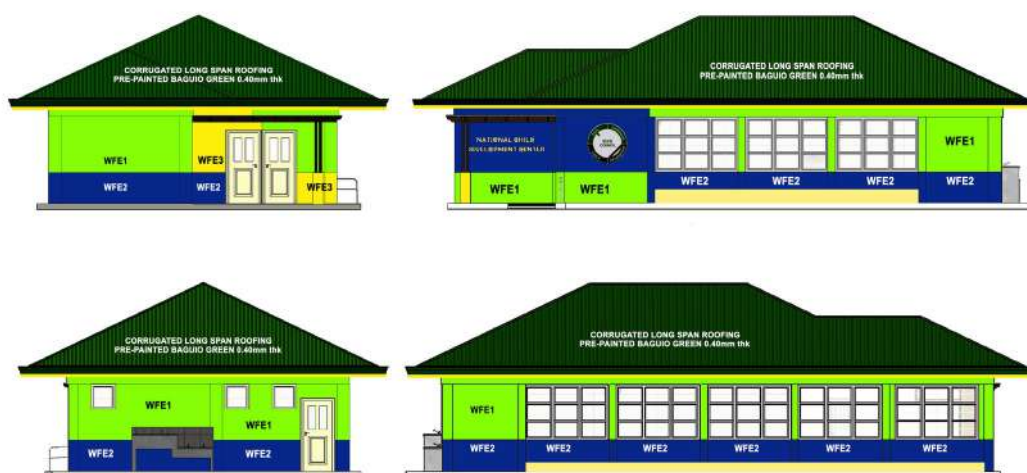 CORRUGATED LONG SPAN ROOFING
PRE-PAINTED BAGUIO GREEN 0.40mm thk
WFE1
WFE3
WFE2
WFE2
WFE3
CORRUGATED LONG SPAN ROOFING
PRE-PAINTED BAGUIO GREEN 0.40mm thk
NATIONAL CHILD
DEVELOPMENT CENTER
WFE1
WFE1
WFE1
WFE2
WFE2
WFE2
WFE2
CORRUGATED LONG SPAN ROOFING
PRE-PAINTED BAGUIO GREEN 0.40mm thk
WFE1
WFE1
WFE2
WFE2
CORRUGATED LONG SPAN ROOFING
PRE-PAINTED BAGUIO GREEN 0.40mm thk
WFE1
WFE2
WFE2
WFE2
WFE2
WFE2
WFE2